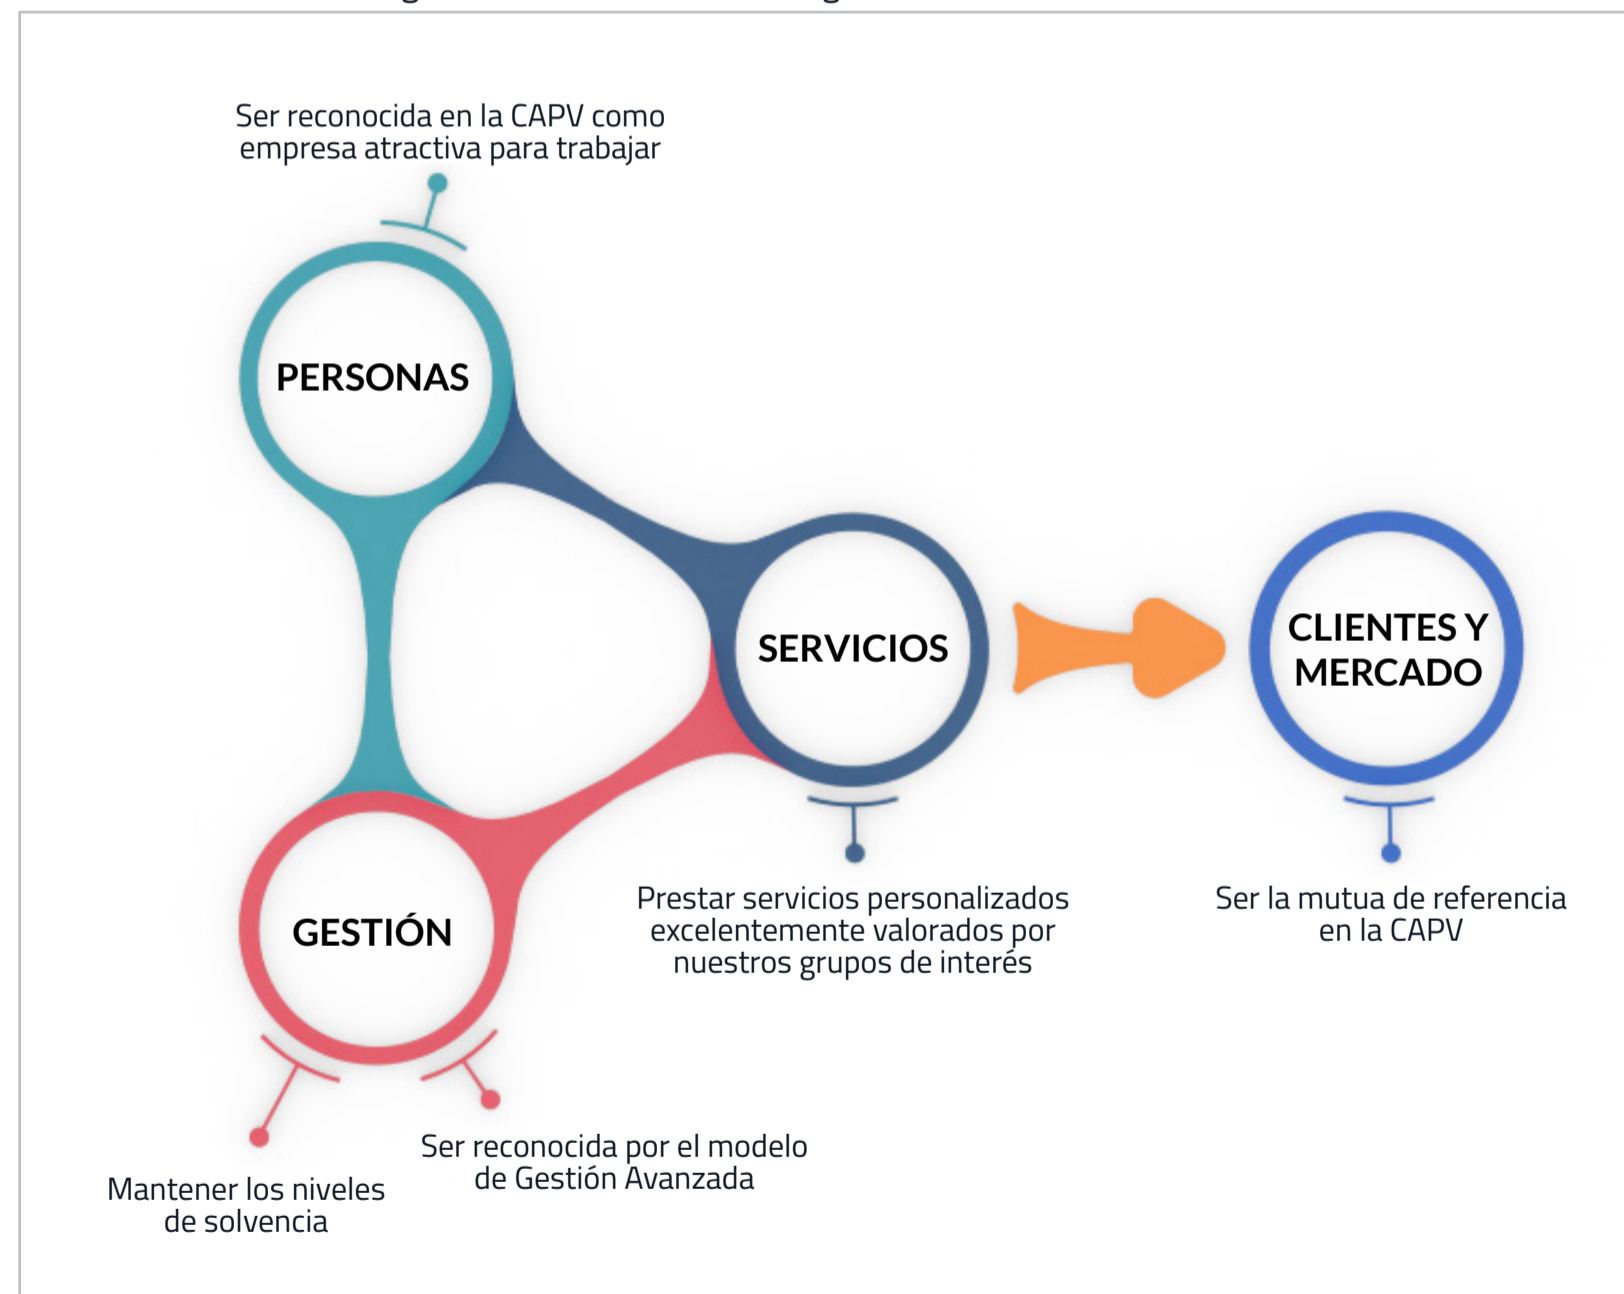 Ser reconocida en la CAPV como
empresa atractiva para trabajar
PERSONAS
SERVICIOS
CLIENTES Y
MERCADO
GESTIÓN
Prestar servicios personalizados
excelentemente valorados por
nuestros grupos de interés
Ser la mutua de referencia
en la CAPV
Ser reconocida por el modelo
de Gestión Avanzada
Mantener los niveles
de solvencia